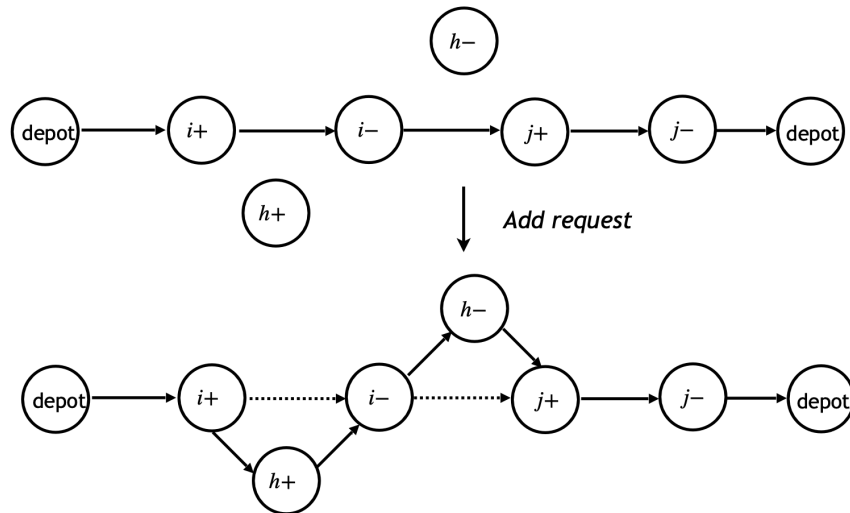 h−
depot i+ i− j+ j− depot
h+
Add request
h−
depot i+ i− j+ j− depot
h+